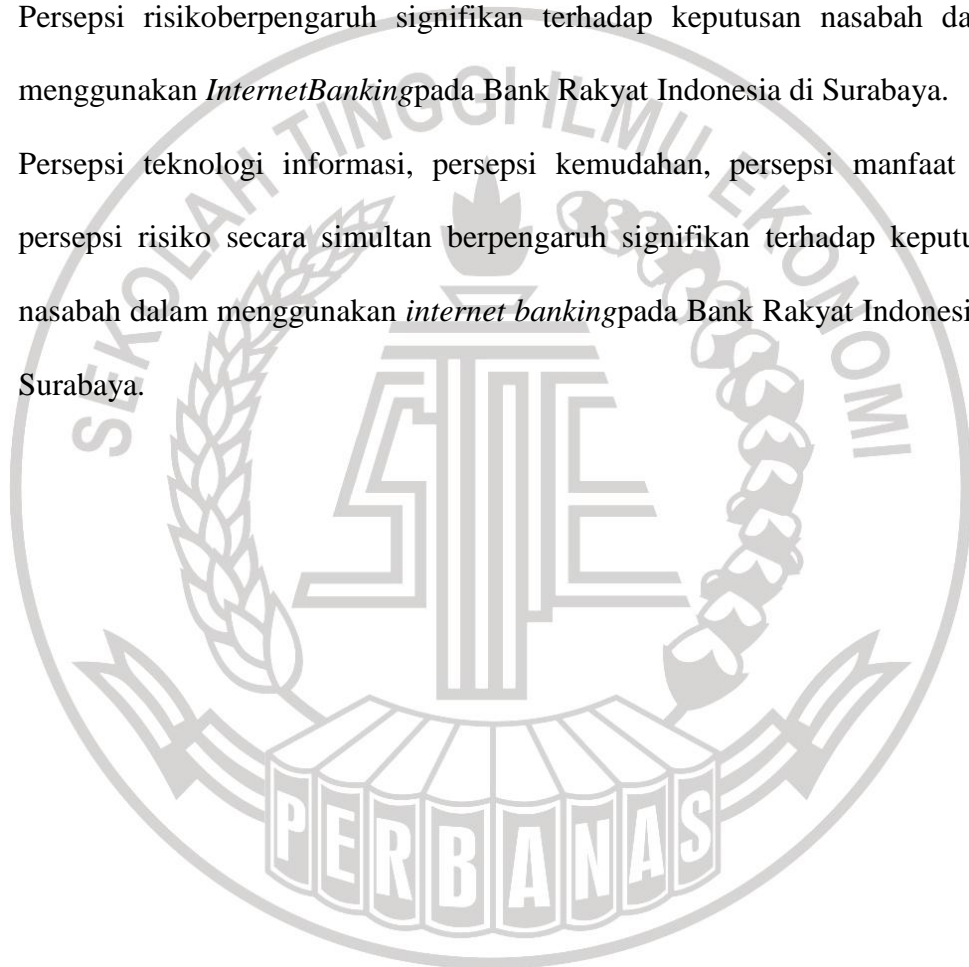 Persepsi risikoberpengaruh signifikan terhadap keputusan nasabah da
menggunakan InternetBankingpada Bank Rakyat Indonesia di Surabaya.
Persepsi teknologi informasi, persepsi kemudahan, persepsi manfaat
persepsi risiko secara simultan berpengaruh signifikan terhadap keputu
nasabah dalam menggunakan internet bankingpada Bank Rakyat Indonesi
Surabaya.
SEKOLAH TINGGI ILMU EKONOMI
STIE
PERBANAS